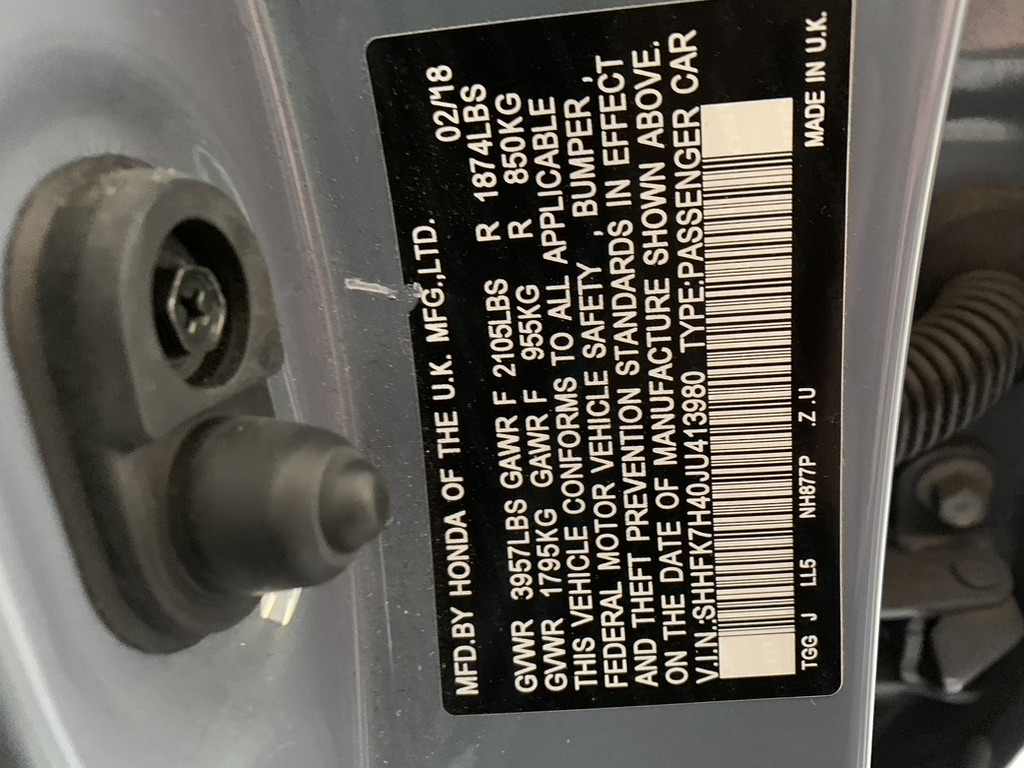 MFD.BY HONDA OF THE U.K. MFG.,LTD. 02/18
GVWR 3957LBS GAWR F 2105LBS R 1874LBS
GVWR 1795KG GAWR F 955KG R 850KG
THIS VEHICLE CONFORMS TO ALL APPLICABLE
FEDERAL MOTOR VEHICLE SAFETY , BUMPER ,
AND THEFT PREVENTION STANDARDS IN EFFECT
ON THE DATE OF MANUFACTURE SHOWN ABOVE.
V.I.N.:SHHFK7H40JU413980 TYPE:PASSENGER CAR
TGG J LL5 NH877P .Z .U MADE IN U.K.